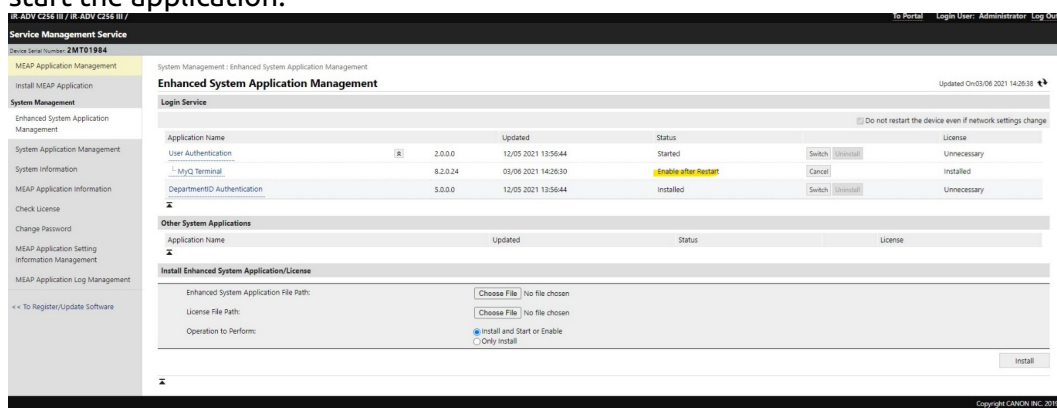 start the application.
iR-ADV C256 III / iR-ADV C256 III /
To Portal Login User: Administrator Log Out
Service Management Service
Device Serial Number: 2MT01984
MEAP Application Management
Install MEAP Application
System Management
Enhanced System Application
Management
System Application Management
System Information
MEAP Application Information
Check License
Change Password
MEAP Application Setting
Information Management
MEAP Application Log Management
<< To Register/Update Software
System Management : Enhanced System Application Management
Enhanced System Application Management
Updated On:03/06 2021 14:26:38
Login Service
Do not restart the device even if network settings change
Application Name Updated Status License
User Authentication 2.0.0.0 12/05 2021 13:56:44 Started Switch Uninstall Unnecessary
MyQ Terminal 8.2.0.24 03/06 2021 14:26:30 Enable after Restart Cancel Installed
DepartmentID Authentication 5.0.0.0 12/05 2021 13:56:44 Installed Switch Uninstall Unnecessary
Other System Applications
Application Name Updated Status License
Install Enhanced System Application/License
Enhanced System Application File Path: Choose File No file chosen
License File Path: Choose File No file chosen
Operation to Perform: Install and Start or Enable
Only Install
Install
Copyright CANON INC. 2019